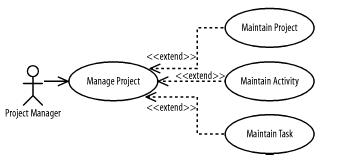 Maintain Project
<<extend>>
Manage Project
<<extend>>
Maintain Activity
<<extend>>
Project Manager
Maintain Task